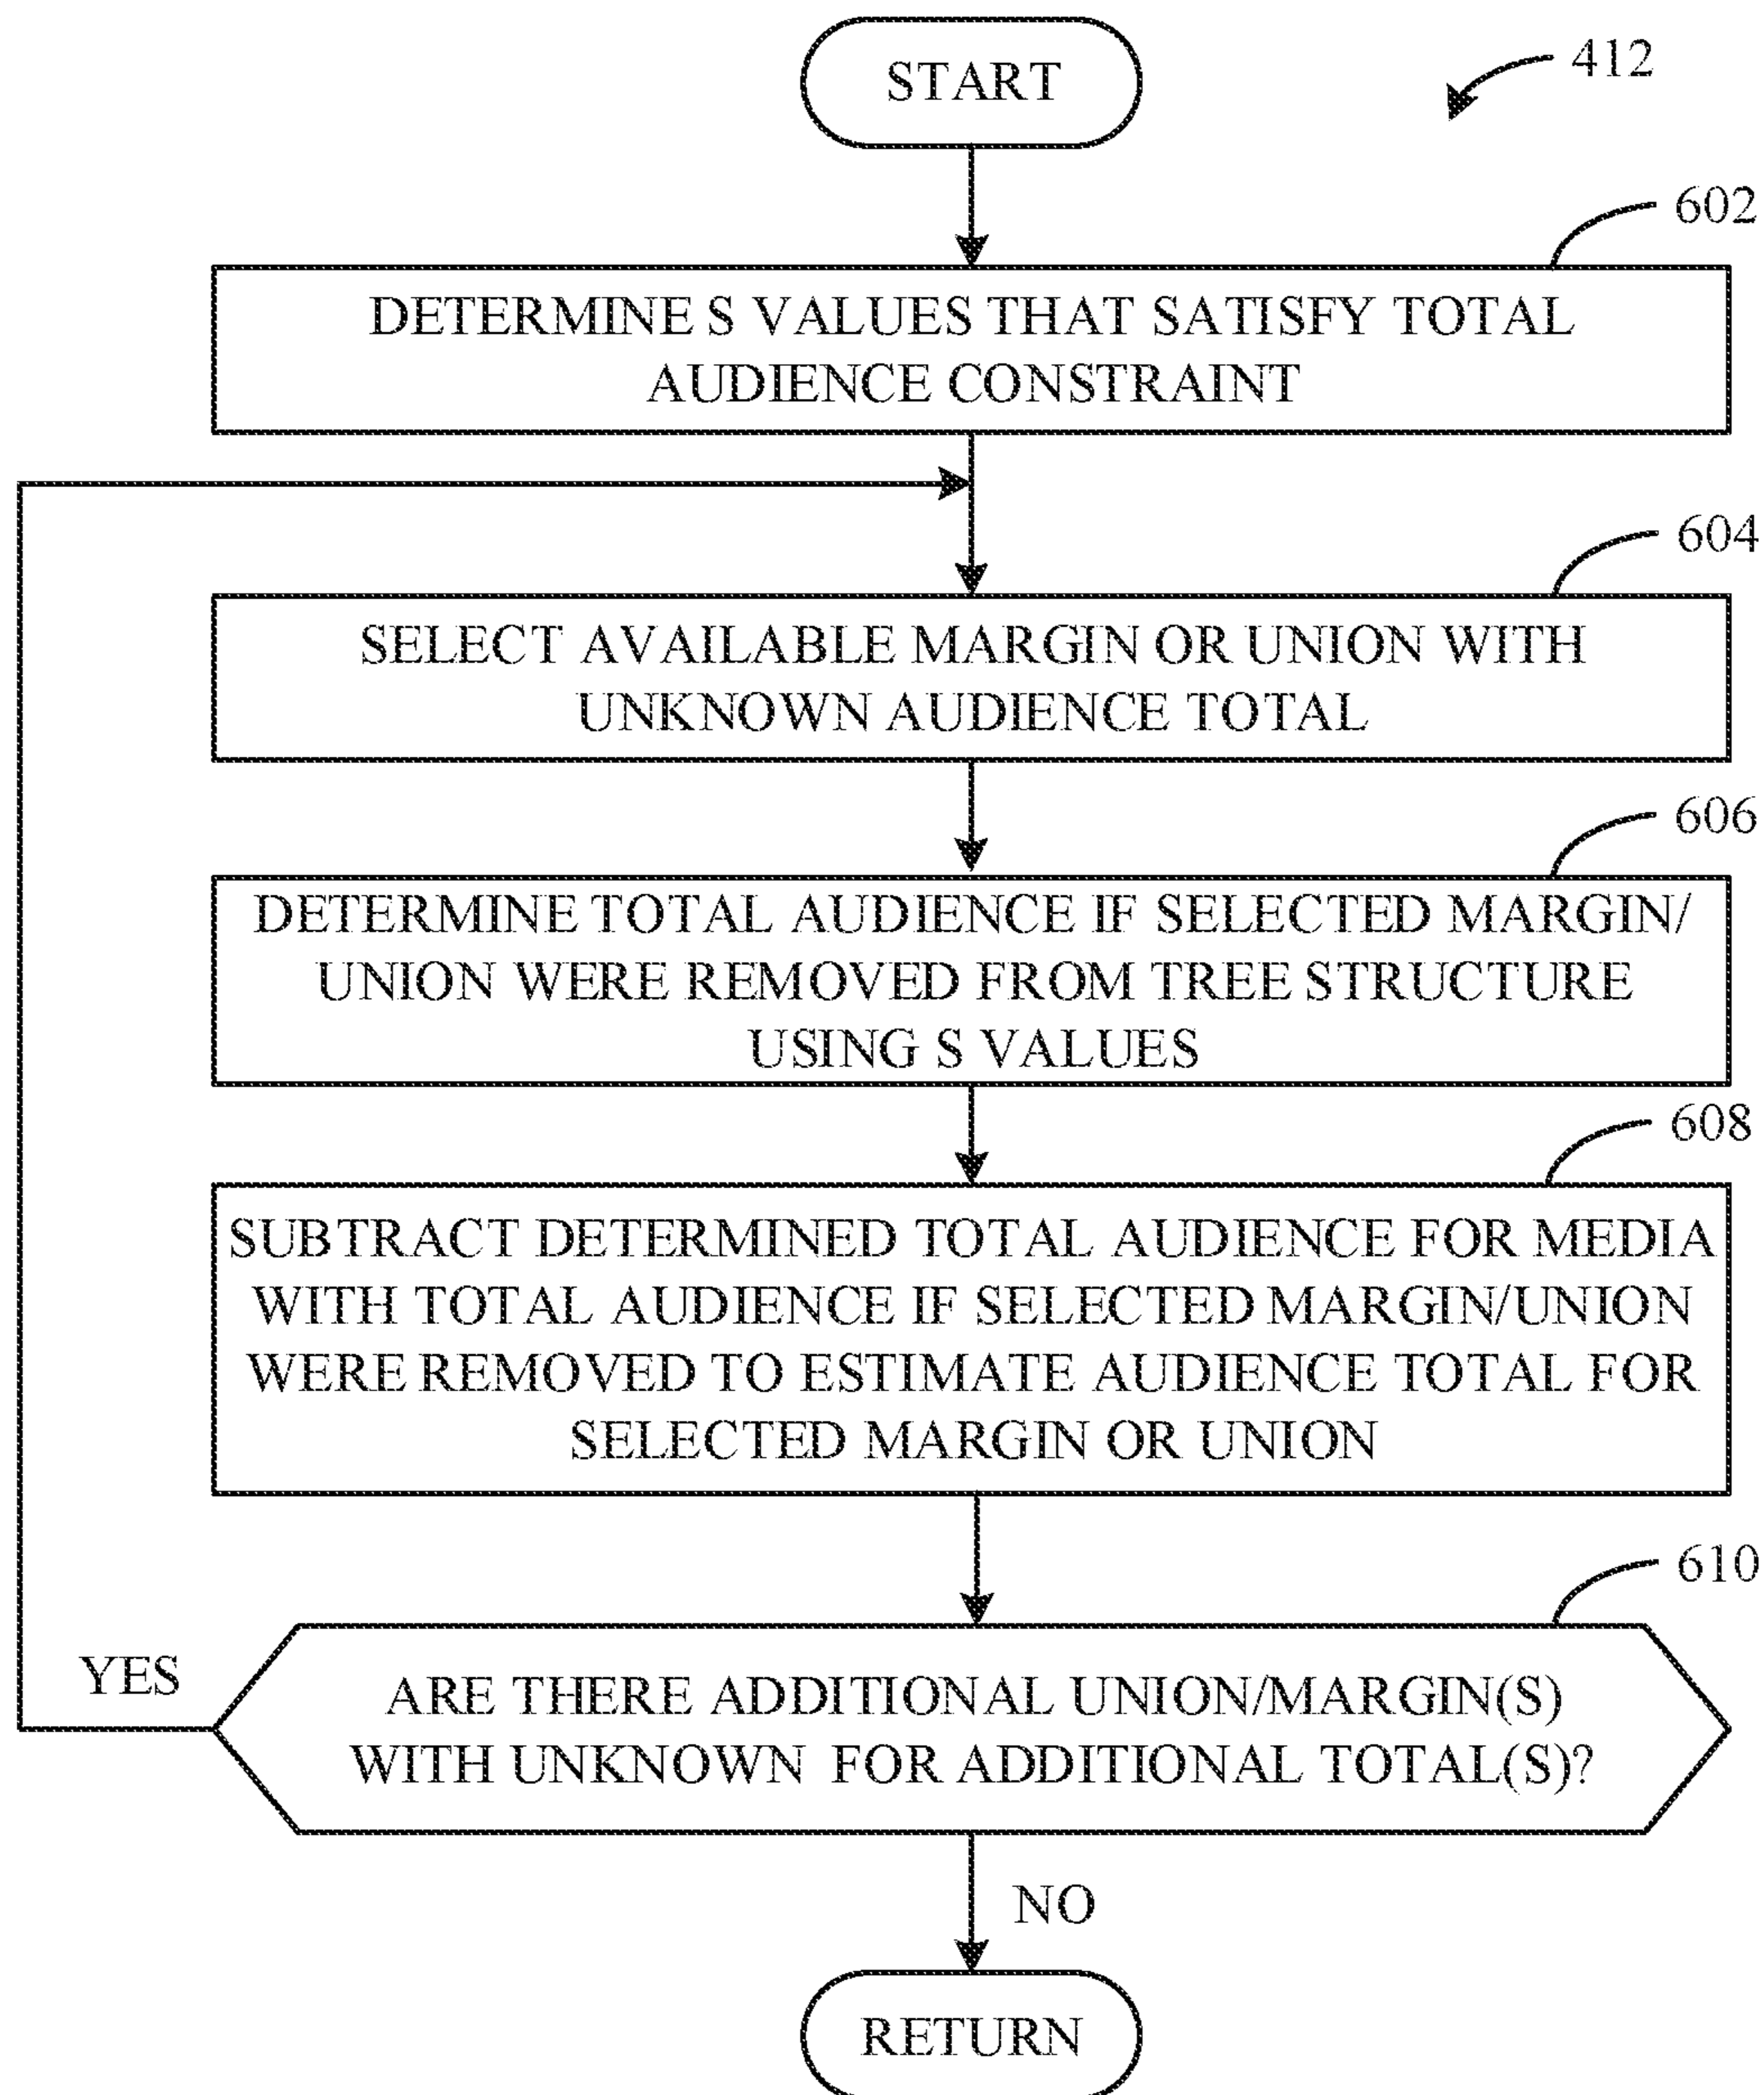 START
412
602
DETERMINE S VALUES THAT SATISFY TOTAL
AUDIENCE CONSTRAINT
604
SELECT AVAILABLE MARGIN OR UNION WITH
UNKNOWN AUDIENCE TOTAL
606
DETERMINE TOTAL AUDIENCE IF SELECTED MARGIN/
UNION WERE REMOVED FROM TREE STRUCTURE
USING S VALUES
608
SUBTRACT DETERMINED TOTAL AUDIENCE FOR MEDIA
WITH TOTAL AUDIENCE IF SELECTED MARGIN/UNION
WERE REMOVED TO ESTIMATE AUDIENCE TOTAL FOR
SELECTED MARGIN OR UNION
610
YES
ARE THERE ADDITIONAL UNION/MARGIN(S)
WITH UNKNOWN FOR ADDITIONAL TOTAL(S)?
NO
RETURN